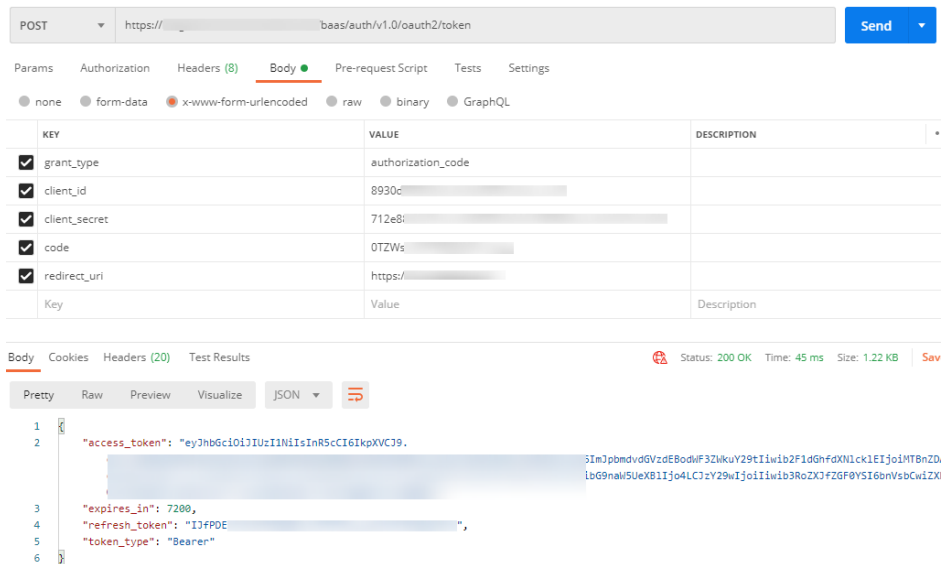 POST https:// /baas/auth/v1.0/oauth2/token Send
Params Authorization Headers (8) Body Pre-request Script Tests Settings
none form-data x-www-form-urlencoded raw binary GraphQL
KEY VALUE DESCRIPTION
grant_type authorization_code
client_id 8930d
client_secret 712e8
code 0TZWs
redirect_uri https:/
Key Value Description
Body Cookies Headers (20) Test Results Status: 200 OK Time: 45 ms Size: 1.22 KB Sav
Pretty Raw Preview Visualize JSON
1 {
2 "access_token": "eyJhbGciOiJIUzI1NiIsInR5cCI6IkpXVCJ9.
3 "expires_in": 7200,
4 "refresh_token": "IJfPDE ",
5 "token_type": "Bearer"
6 }